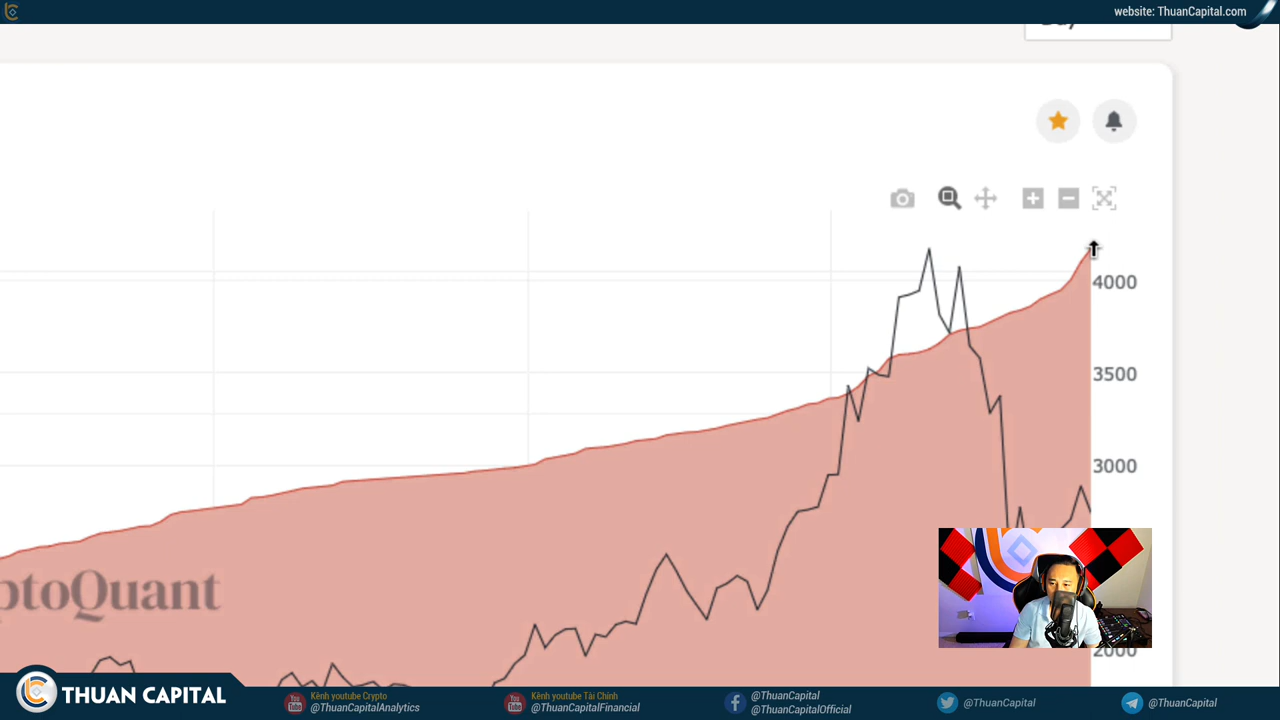 website: ThuanCapital.com
4000
3500
3000
2000
ptoQuant
THUAN CAPITAL
Kênh youtube Crypto
@ThuanCapitalAnalytics
Kênh youtube Tài Chính
@ThuanCapitalFinancial
@ThuanCapital
@ThuanCapitalOfficial
@ThuanCapital
@ThuanCapital